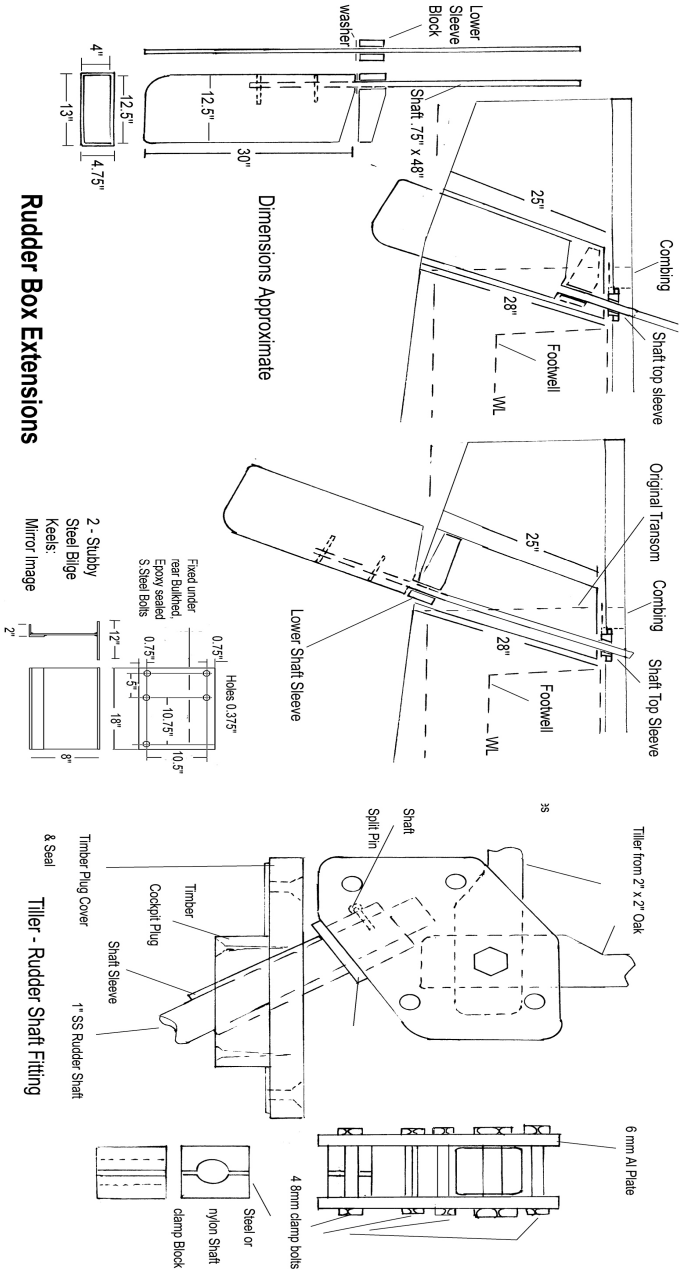 Lower
Sleeve
Block
washer
Shaft .75" x 48"
12.5"
30"
4"
12.5"
13"
4.75"
Dimensions Approximate
Rudder Box Extensions
25"
28"
Combing
Shaft top sleeve
Footwell
WL
Original Transom
Combing
Shaft Top Sleeve
25"
28"
Footwell
WL
Lower Shaft Sleeve
2 - Stubby
Steel Bilge
Keels:
Mirror Image
Fixed under
rear Bulkhed,
Epoxy sealed
S.Steel Bolts
0.75"
Holes 0.375"
0.75"
5"
10.75"
10.5"
18"
12"
2"
8"
es
Tiller from 2" x 2" Oak
Shaft
Split Pin
Timber Plug Cover
& Seal
Timber
Cockpit Plug
Shaft Sleeve
1" SS Rudder Shaft
Tiller - Rudder Shaft Fitting
6 mm Al Plate
4 8mm clamp bolts
Steel or
nylon Shaft
clamp Block